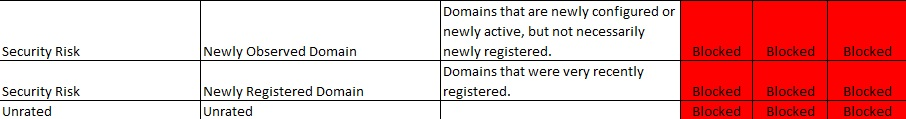 Domains that are newly configured or
newly active, but not necessarily
Security Risk Newly Observed Domain newly registered. Blocked Blocked Blocked
Domains that were very recently
Security Risk Newly Registered Domain registered. Blocked Blocked Blocked
Unrated Unrated Blocked Blocked Blocked